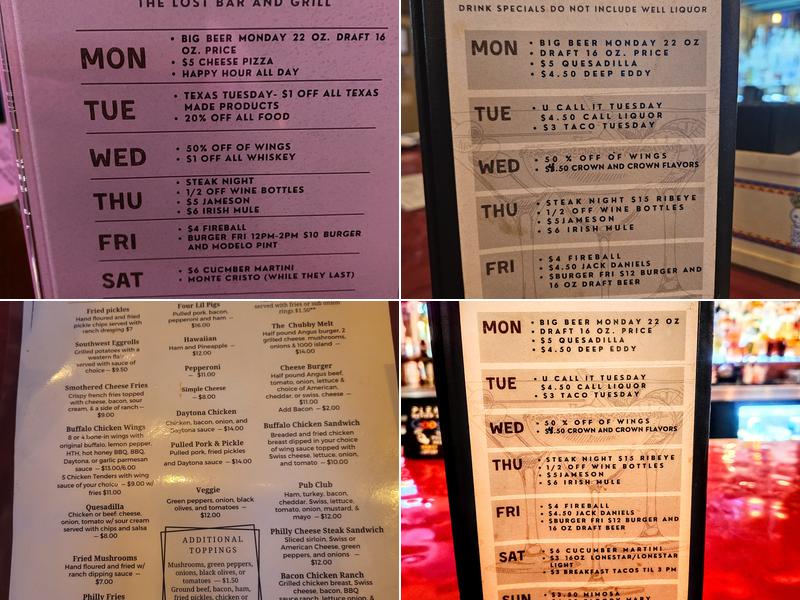 THE LOST BAR AND GRILL
MON
• BIG BEER MONDAY 22 OZ. DRAFT 16
OZ. PRICE
• $5 CHEESE PIZZA
• HAPPY HOUR ALL DAY
TUE
• TEXAS TUESDAY- $1 OFF ALL TEXAS
MADE PRODUCTS
• 20% OFF ALL FOOD
WED
• 50% OFF OF WINGS
• $1 OFF ALL WHISKEY
THU
• STEAK NIGHT
• 1/2 OFF WINE BOTTLES
• $5 JAMESON
• $6 IRISH MULE
FRI
• $4 FIREBALL
• BURGER FRI 12PM-2PM $10 BURGER
AND MODELO PINT
SAT
• $6 CUCMBER MARTINI
• MONTE CRISTO (WHILE THEY LAST)
DRINK SPECIALS DO NOT INCLUDE WELL LIQUOR
MON
• BIG BEER MONDAY 22 OZ
• DRAFT 16 OZ. PRICE
• $5 QUESADILLA
• $4.50 DEEP EDDY
TUE
• U CALL IT TUESDAY
$4.50 CALL LIQUOR
• $3 TACO TUESDAY
WED
• 50 % OFF OF WINGS
CROWN AND CROWN FLAVORS
THU
• STEAK NIGHT $15 RIBEYE
• 1/2 OFF WINE BOTTLES
• $5JAMESON
• $6 IRISH MULE
FRI
• $4 FIREBALL
• $4.50 JACK DANIELS
• $BURGER FRI $12 BURGER AND
16 OZ DRAFT BEER
Fried pickles
Hand floured and fried
pickle chips served with
ranch dresging $7
Southwest Eggrolls
Grilled potatoes with a
western
with sauce of
choice — $9.50
Smothered Cheese Fries
Crispy french fries topped
with cheese, bacon, sour
cream, & a side of ranch —
$9.00
Buffalo Chicken Wings
8 or 4 bone-in wings with
original buffalo, lemon pepper,
HTH, hot honey BBQ, BBQ,
Daytona, or garlic parmesan
sauce — $13.00/6.00
5 Chicken Tenders with wing
sauce of your choice — $9.00 w/
fries $11.00
Quesadilla
Chicken or beef, cheese,
onion, tomato w/ sour cream
served with chips and salsa
— $8.00
Fried Mushrooms
Hand floured and fried w/
ranch dipping sauce —
$7.00
Philly Fries
Four Lil Pigs
Pulled pork, bacon,
pepperoni and ham —
$16.00
Hawaiian
Ham and Pineapple —
$12.00
Pepperoni
— $11.00
Simple Cheese
— $8.00
Daytona Chicken
Chicken, bacon, onion, and
Daytona sauce — $14.00
Pulled Pork & Pickle
Pulled pork, fried pickles
and Daytona sauce — $14.00
Veggie
Green peppers, onion, black
olives, and tomatoes —
$12.00
ADDITIONAL
TOPPINGS
Mushrooms, green peppers,
onions, black olives, or
tomatoes — $1.50
Ground beef, bacon, ham,
fried pickles, chicken or
served with fries or sub onion
rings $1.50**
The Chubby Melt
Half pound Angus burger, 2
grilled cheese, mushrooms,
onions & 1000 island —
$14.00
Cheese Burger
Half pound Angus beef,
tomato, onion, lettuce &
choice of American,
cheddar, or swiss. cheese —
$11.00
Add Bacon — $2.00
Buffalo Chicken Sandwich
Breaded and fried chicken
breast dipped in your choice
of wing sauce topped with
Swiss cheese, lettuce, onion,
and tomato — $10.00
Pub Club
Ham, turkey, bacon,
cheddar, Swiss, lettuce,
tomato, onion, mustard, &
mayo — $12.00
Philly Cheese Steak Sandwich
Sliced sirloin, Swiss or
American Cheese, green
peppers, and onions —
$12.00
Bacon Chicken Ranch
Grilled chicken breast, Swiss
cheese, bacon, BBQ
sauce ranch, lettuce, onion, &
MON
• BIG BEER MONDAY 22 OZ
• DRAFT 16 OZ. PRICE
• $5 QUESADILLA
• $4.50 DEEP EDDY
TUE
• U CALL IT TUESDAY
$4.50 CALL LIQUOR
• $3 TACO TUESDAY
WED
• 50 % OFF OF WINGS
CROWN AND CROWN FLAVORS
THU
• STEAK NIGHT $15 RIBEYE
• 1/2 OFF WINE BOTTLES
• $5JAMESON
• $6 IRISH MULE
FRI
• $4 FIREBALL
• $4.50 JACK DANIELS
• $BURGER FRI $12 BURGER AND
16 OZ DRAFT BEER
SAT
• $6 CUCUMBER MARTINI
• $3 16OZ LONESTAR/LONESTAR
LIGHT
• $3 BREAKFAST TACOS TIL 3 PM
SUN
• $3.50 MIMOSA